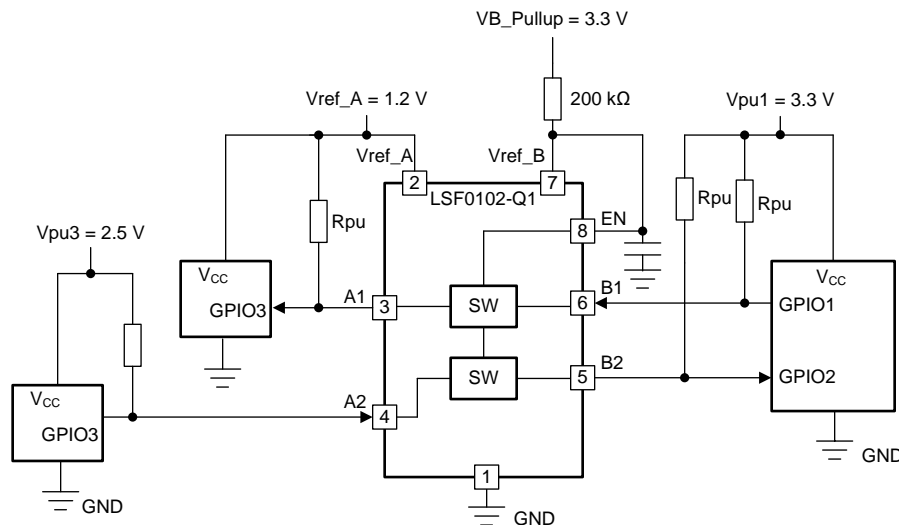 VB_Pullup = 3.3 V
200 kΩ
Vref_A = 1.2 V
Vpu1 = 3.3 V
Vref_A
Vref_B
2
7
LSF0102-Q1
EN
8
Rpu
Rpu
Rpu
Vpu3 = 2.5 V
VCC
GPIO3
A1
3
SW
6
B1
VCC
GPIO1
SW
5
B2
GPIO2
VCC
GPIO3
A2
4
1
GND
GND
GND